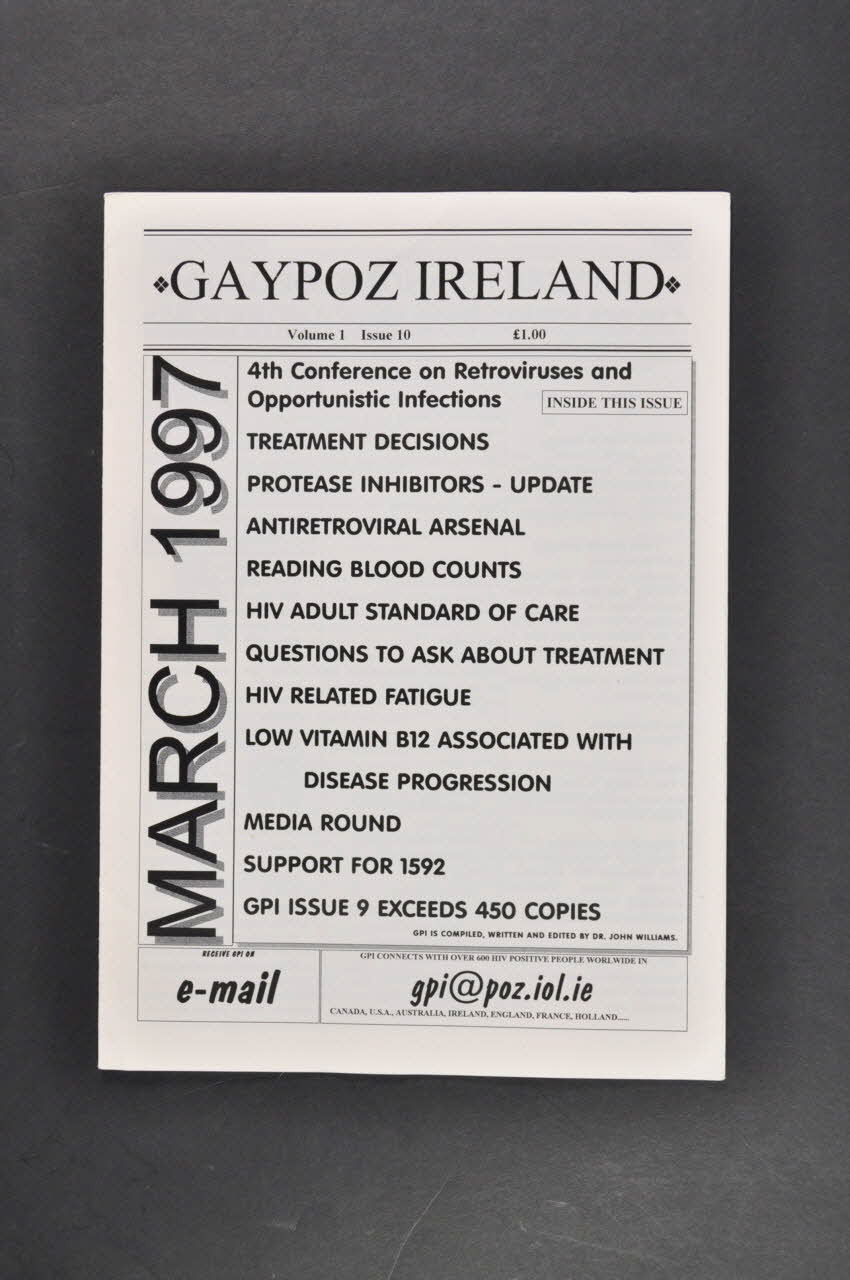 ❖GAYPOZ IRELAND❖
Volume 1 Issue 10 £1.00
MARCH 1997
4th Conference on Retroviruses and
Opportunistic Infections
INSIDE THIS ISSUE
TREATMENT DECISIONS
PROTEASE INHIBITORS - UPDATE
ANTIRETROVIRAL ARSENAL
READING BLOOD COUNTS
HIV ADULT STANDARD OF CARE
QUESTIONS TO ASK ABOUT TREATMENT
HIV RELATED FATIGUE
LOW VITAMIN B12 ASSOCIATED WITH
DISEASE PROGRESSION
MEDIA ROUND
SUPPORT FOR 1592
GPI ISSUE 9 EXCEEDS 450 COPIES
GPI IS COMPILED, WRITTEN AND EDITED BY DR. JOHN WILLIAMS.
RECEIVE GPI ON
e-mail
GPI CONNECTS WITH OVER 600 HIV POSITIVE PEOPLE WORLWIDE IN
gpi@poz.iol.ie
CANADA, U.S.A., AUSTRALIA, IRELAND, ENGLAND, FRANCE, HOLLAND.....